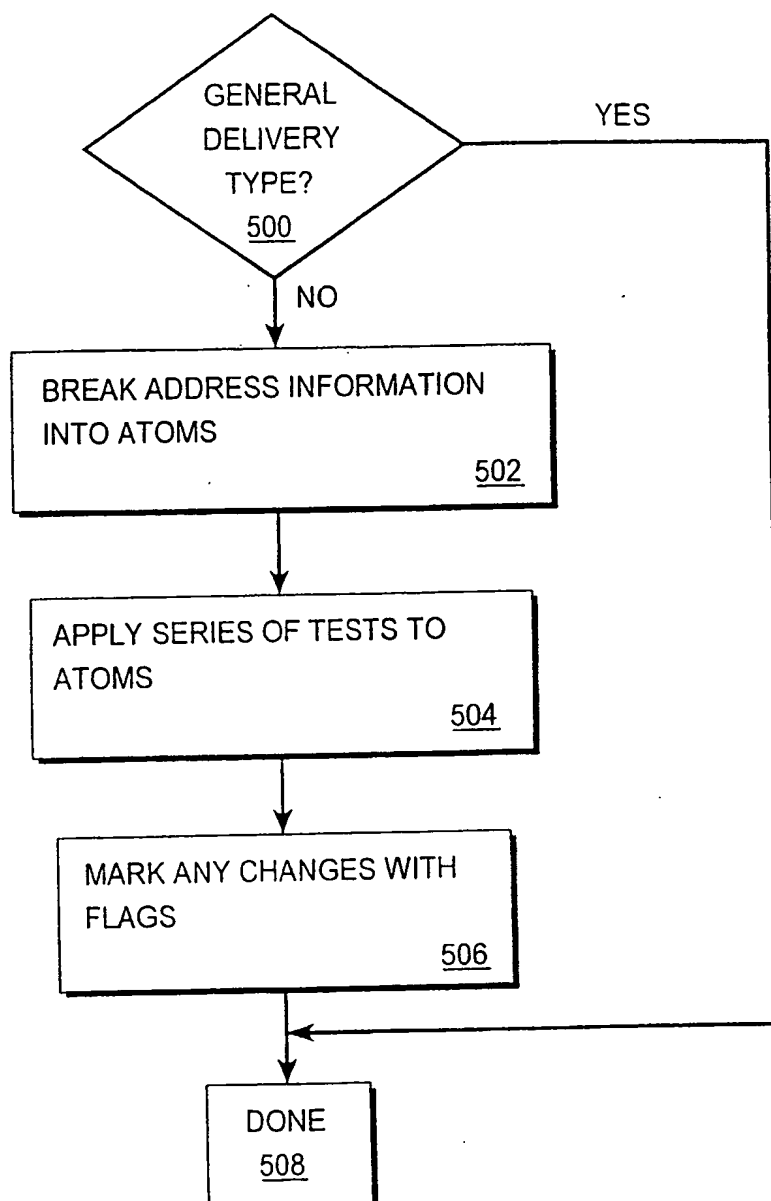 GENERAL
DELIVERY
TYPE?
500
YES
NO
BREAK ADDRESS INFORMATION
INTO ATOMS
502
APPLY SERIES OF TESTS TO
ATOMS
504
MARK ANY CHANGES WITH
FLAGS
506
DONE
508